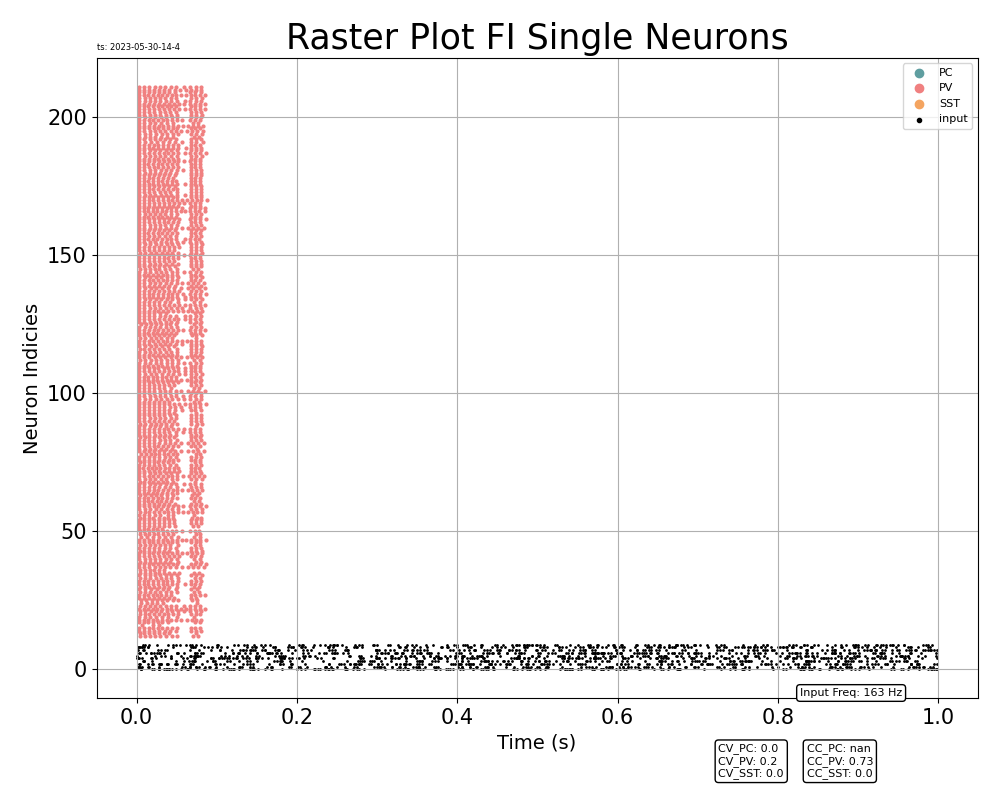 Raster Plot FI Single Neurons
ts: 2023-05-30-14-4
PC
PV
SST
input
200
150
100
50
0
Neuron Indicies
0.0 0.2 0.4 0.6 0.8 1.0
Time (s)
Input Freq: 163 Hz
CV_PC: 0.0
CV_PV: 0.2
CV_SST: 0.0
CC_PC: nan
CC_PV: 0.73
CC_SST: 0.0